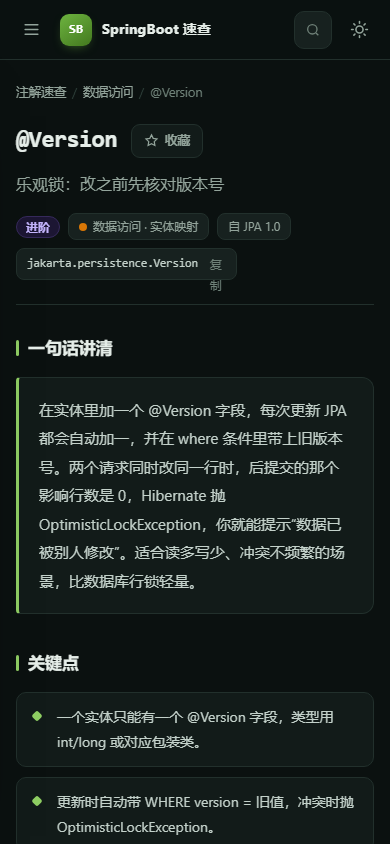 SB SpringBoot 速查
注解速查 / 数据访问 / @Version
@Version 收藏
乐观锁：改之前先核对版本号
进阶 数据访问 · 实体映射 自 JPA 1.0
jakarta.persistence.Version 复制
一句话讲清
在实体里加一个 @Version 字段，每次更新 JPA
都会自动加一，并在 where 条件里带上旧版本
号。两个请求同时改同一行时，后提交的那个
影响行数是 0，Hibernate 抛
OptimisticLockException，你就能提示“数据已
被别人修改”。适合读多写少、冲突不频繁的场
景，比数据库行锁轻量。
关键点
一个实体只能有一个 @Version 字段，类型用
int/long 或对应包装类。
更新时自动带 WHERE version = 旧值，冲突时抛
OptimisticLockException。